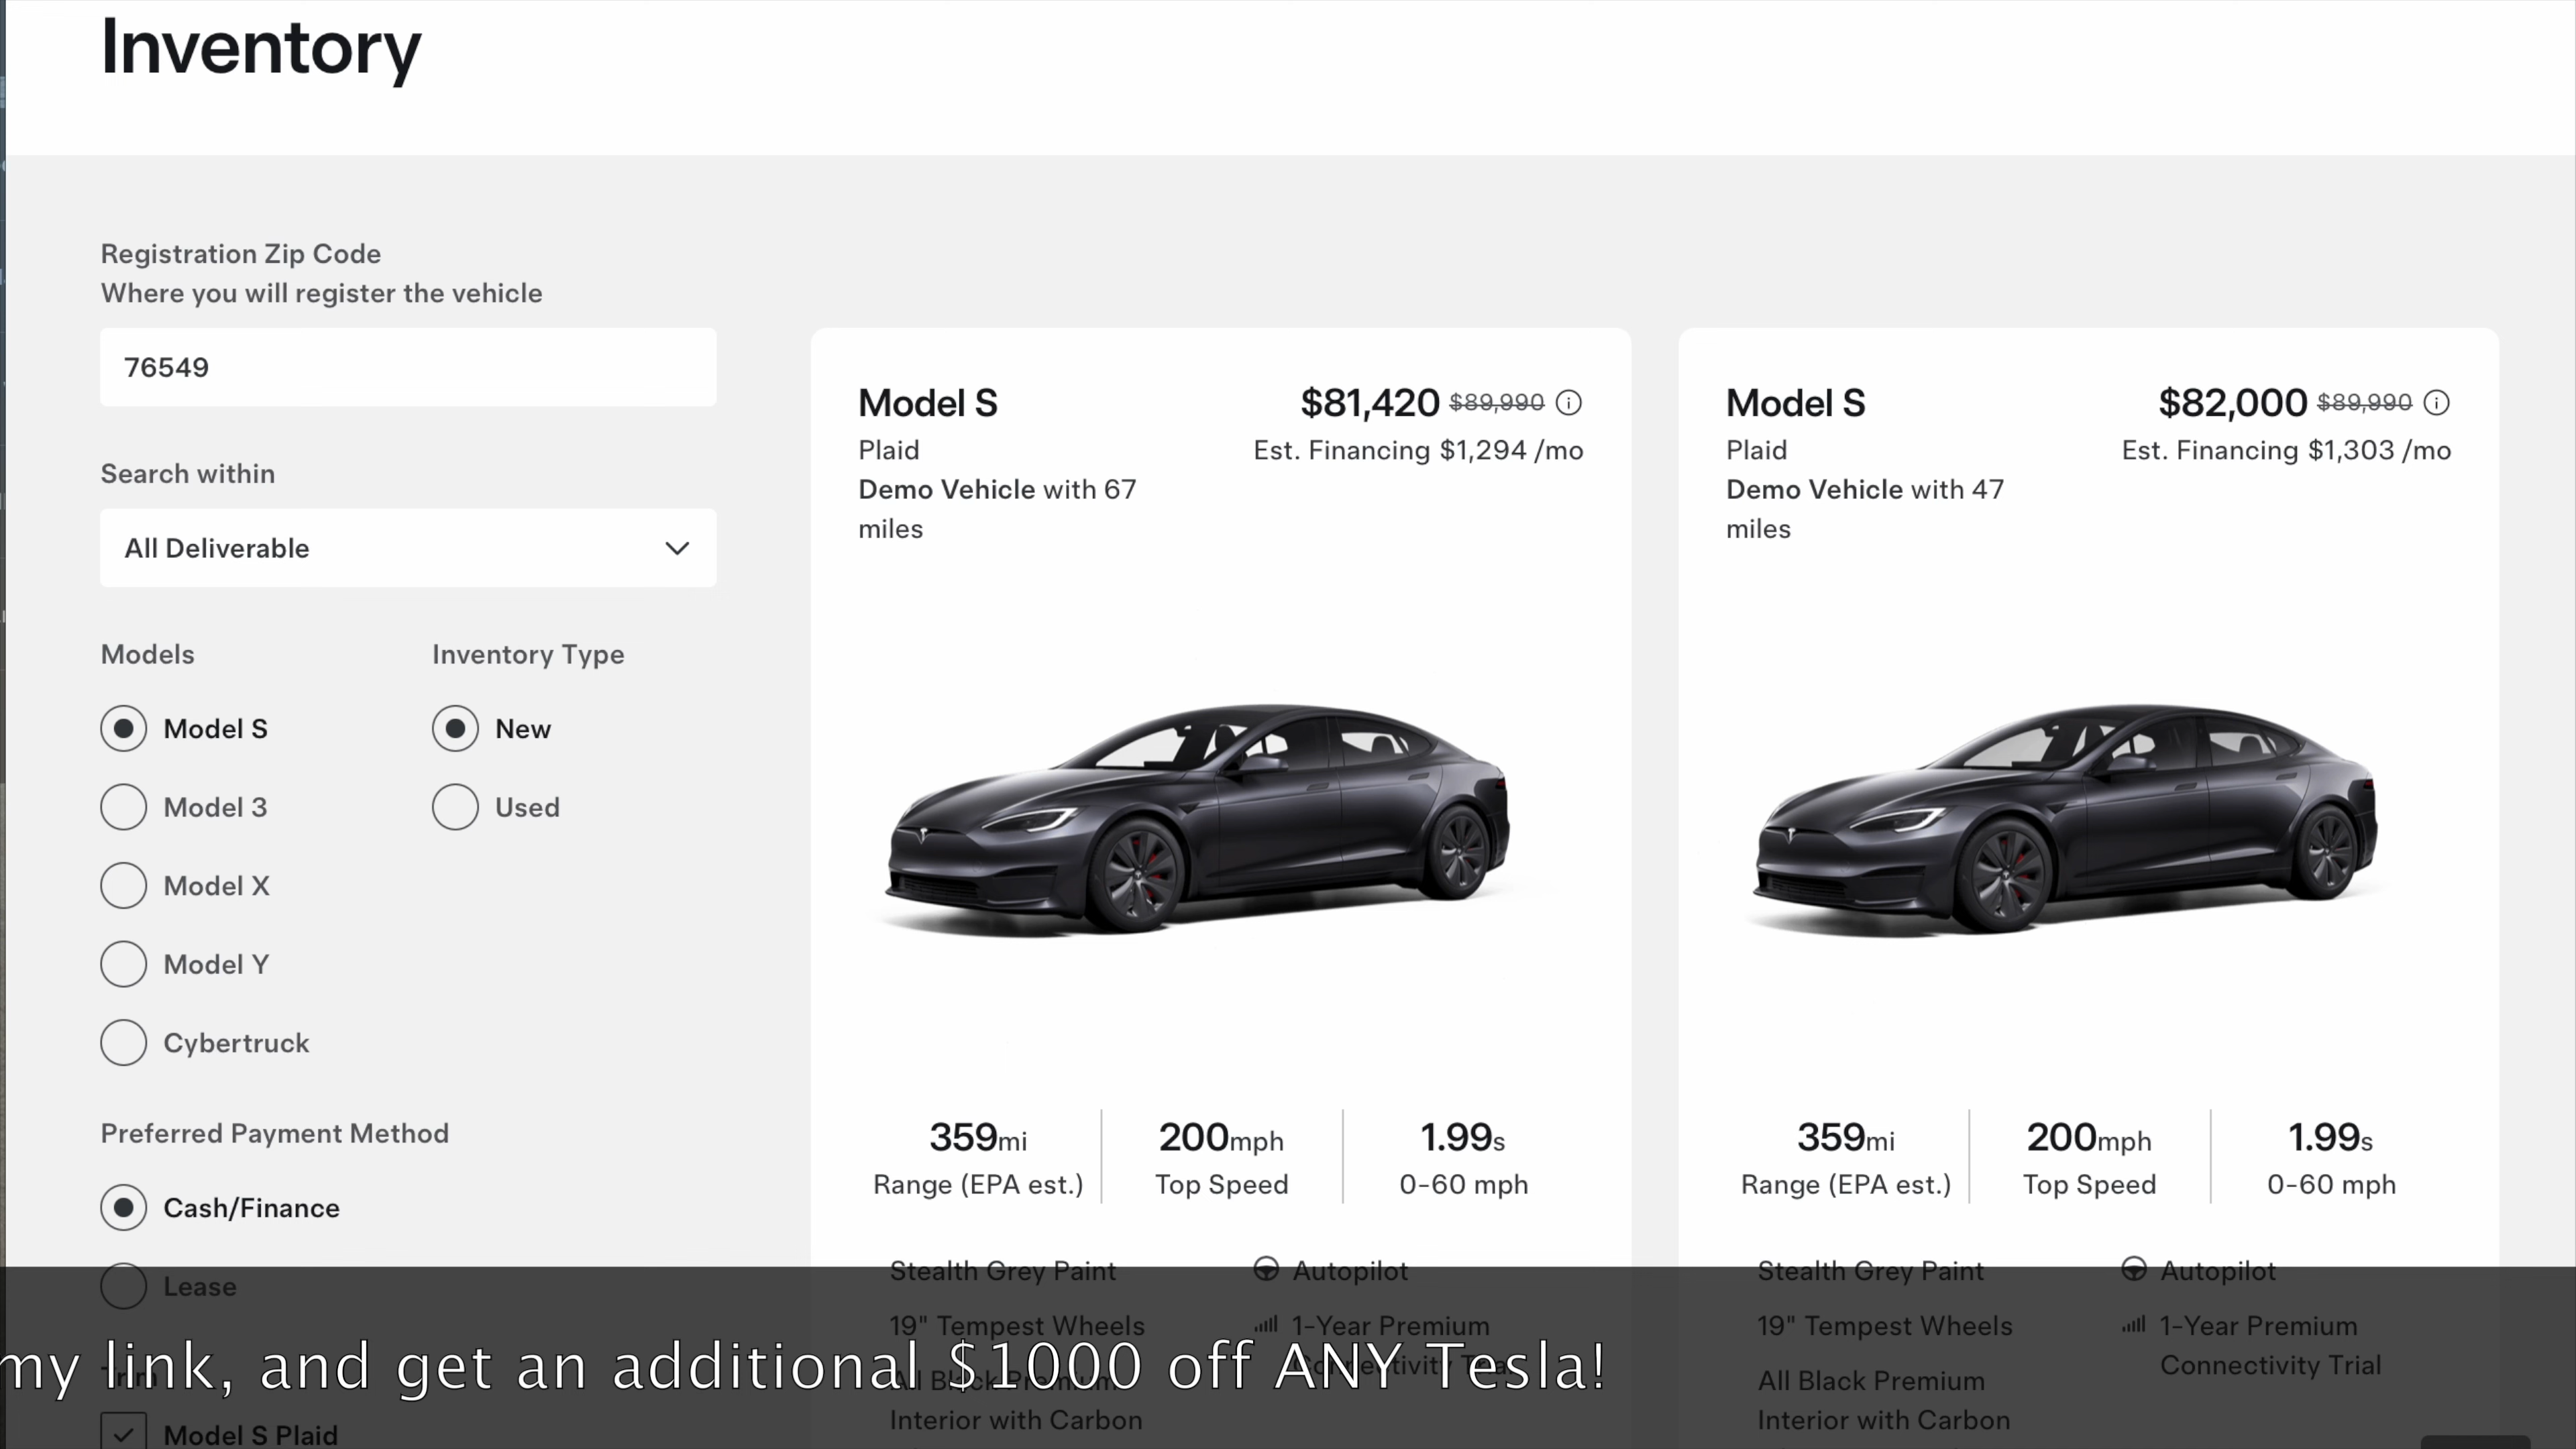 Inventory
Registration Zip Code
Where you will register the vehicle
76549
Search within
All Deliverable
Models
Inventory Type
Model S
New
Model 3
Used
Model X
Model Y
Cybertruck
Preferred Payment Method
Cash/Finance
Lease
Model S Plaid
Model S
$81,420 $89,990
Plaid
Est. Financing $1,294 /mo
Demo Vehicle with 67
miles
359mi
200mph
1.99s
Range (EPA est.)
Top Speed
0-60 mph
Stealth Grey Paint
Autopilot
19" Tempest Wheels
1-Year Premium
Connectivity Trial
All Black Premium
Interior with Carbon
Model S
$82,000 $89,990
Plaid
Est. Financing $1,303 /mo
Demo Vehicle with 47
miles
359mi
200mph
1.99s
Range (EPA est.)
Top Speed
0-60 mph
Stealth Grey Paint
Autopilot
19" Tempest Wheels
1-Year Premium
Connectivity Trial
All Black Premium
Interior with Carbon
my link, and get an additional $1000 off ANY Tesla!